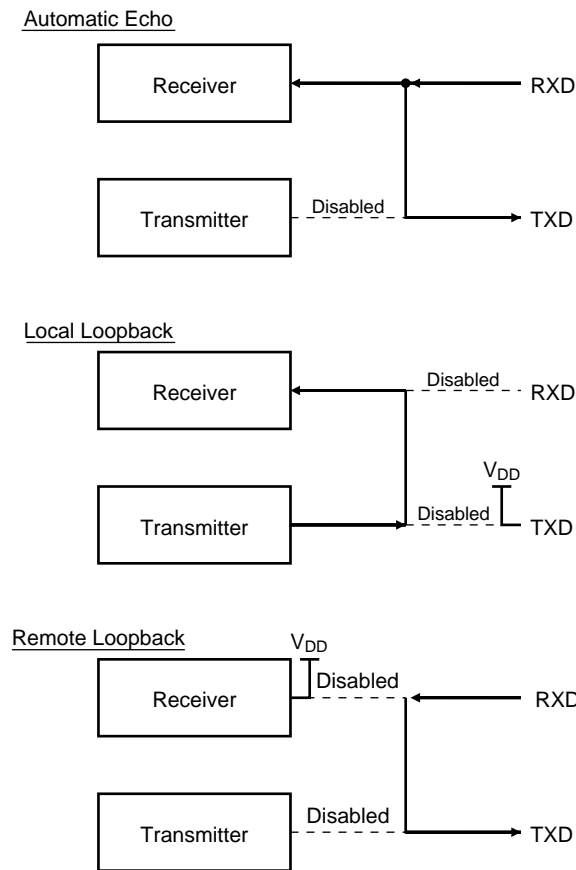 Automatic Echo
Receiver
RXD
Transmitter
Disabled
TXD
Local Loopback
Receiver
Disabled
RXD
VDD
Transmitter
Disabled
TXD
Remote Loopback
VDD
Receiver
Disabled
RXD
Transmitter
Disabled
TXD